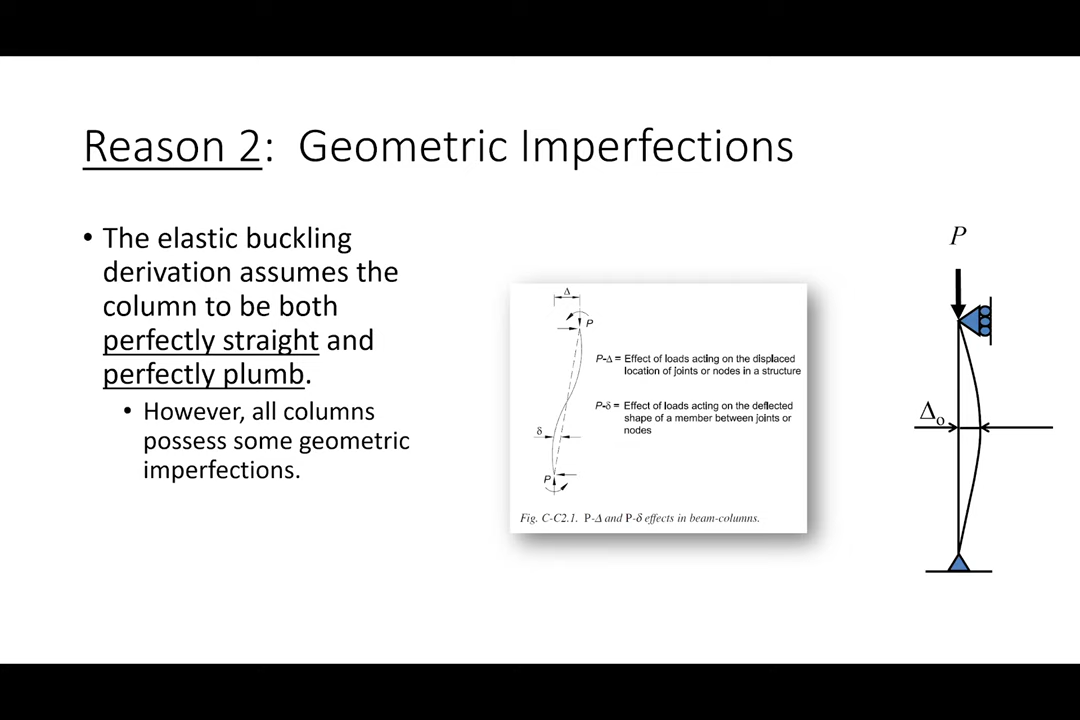 Reason 2: Geometric Imperfections
• The elastic buckling
derivation assumes the
column to be both
perfectly straight and
perfectly plumb.
• However, all columns
possess some geometric
imperfections.
Δ
P
P-Δ = Effect of loads acting on the displaced
location of joints or nodes in a structure
P-δ = Effect of loads acting on the deflected
shape of a member between joints or
nodes
δ
P
Fig. C-C2.1. P-Δ and P-δ effects in beam-columns.
P
Δo